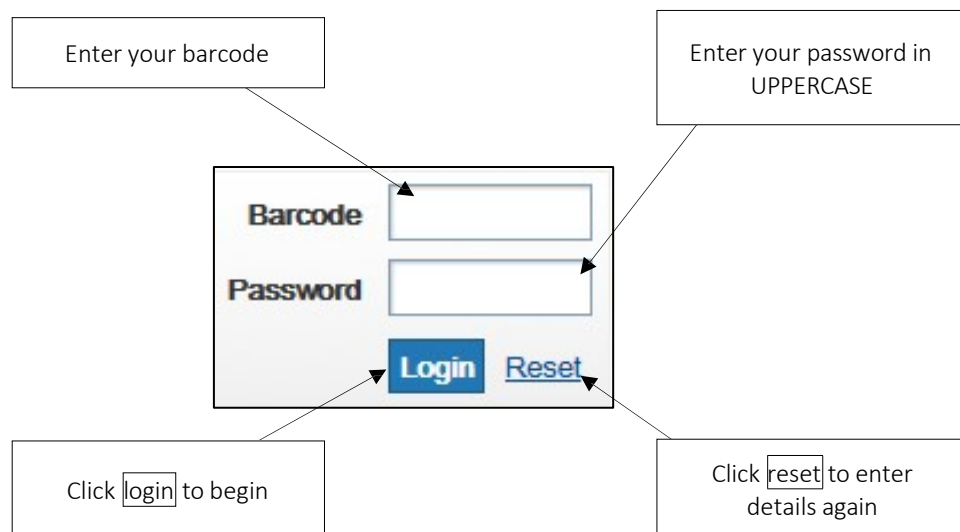 Enter your barcode
Enter your password in
UPPERCASE
Barcode
Password
Login Reset
Click login to begin
Click reset to enter
details again